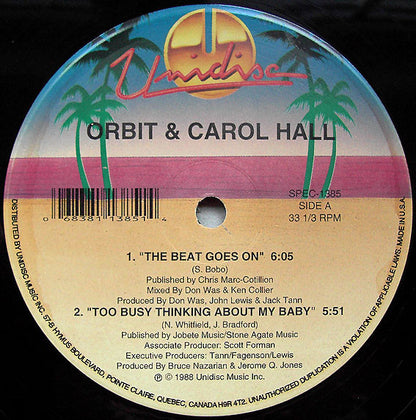 Unidisc
ORBIT & CAROL HALL
0 68381 13851 4
SPEC-1385
SIDE A
33 1/3 RPM
1. "THE BEAT GOES ON" 6:05
(S. Bobo)
Published by Chris Marc-Cotillion
Mixed By Don Was & Ken Collier
Produced By Don Was, John Lewis & Jack Tann
2. "TOO BUSY THINKING ABOUT MY BABY" 5:51
(N. Whitfield, J. Bradford)
Published by Jobete Music/Stone Agate Music
Associate Producer: Scott Forman
Executive Producers: Tann/Fagenson/Lewis
Produced By Bruce Nazarian & Jerome Q. Jones
℗ © 1988 Unidisc Music Inc.
DISTRIBUTED BY UNIDISC MUSIC INC. 57-B HYMUS BOULEVARD, POINTE CLAIRE, QUEBEC, CANADA H9R 4T2. UNAUTHORIZED DUPLICATION IS A VIOLATION OF APPLICABLE LAWS. MADE IN U.S.A.